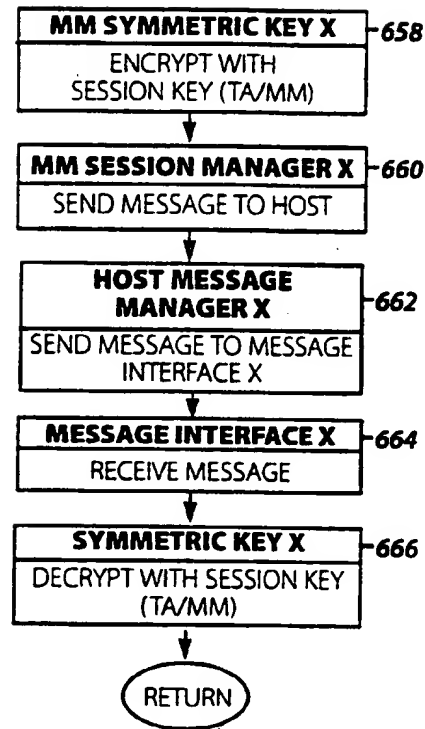 MM SYMMETRIC KEY X
658
ENCRYPT WITH
SESSION KEY (TA/MM)
MM SESSION MANAGER X
660
SEND MESSAGE TO HOST
HOST MESSAGE
MANAGER X
662
SEND MESSAGE TO MESSAGE
INTERFACE X
MESSAGE INTERFACE X
664
RECEIVE MESSAGE
SYMMETRIC KEY X
666
DECRYPT WITH SESSION KEY
(TA/MM)
RETURN